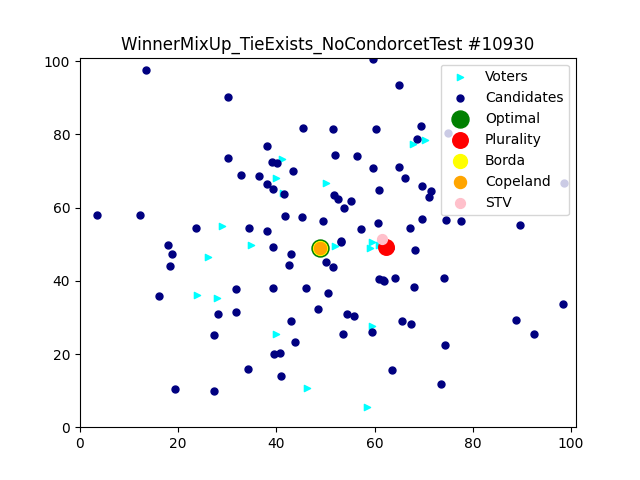 WinnerMixUp_TieExists_NoCondorcetTest #10930
100
80
60
40
20
0
Voters
Candidates
Optimal
Plurality
Borda
Copeland
STV
0 20 40 60 80 100